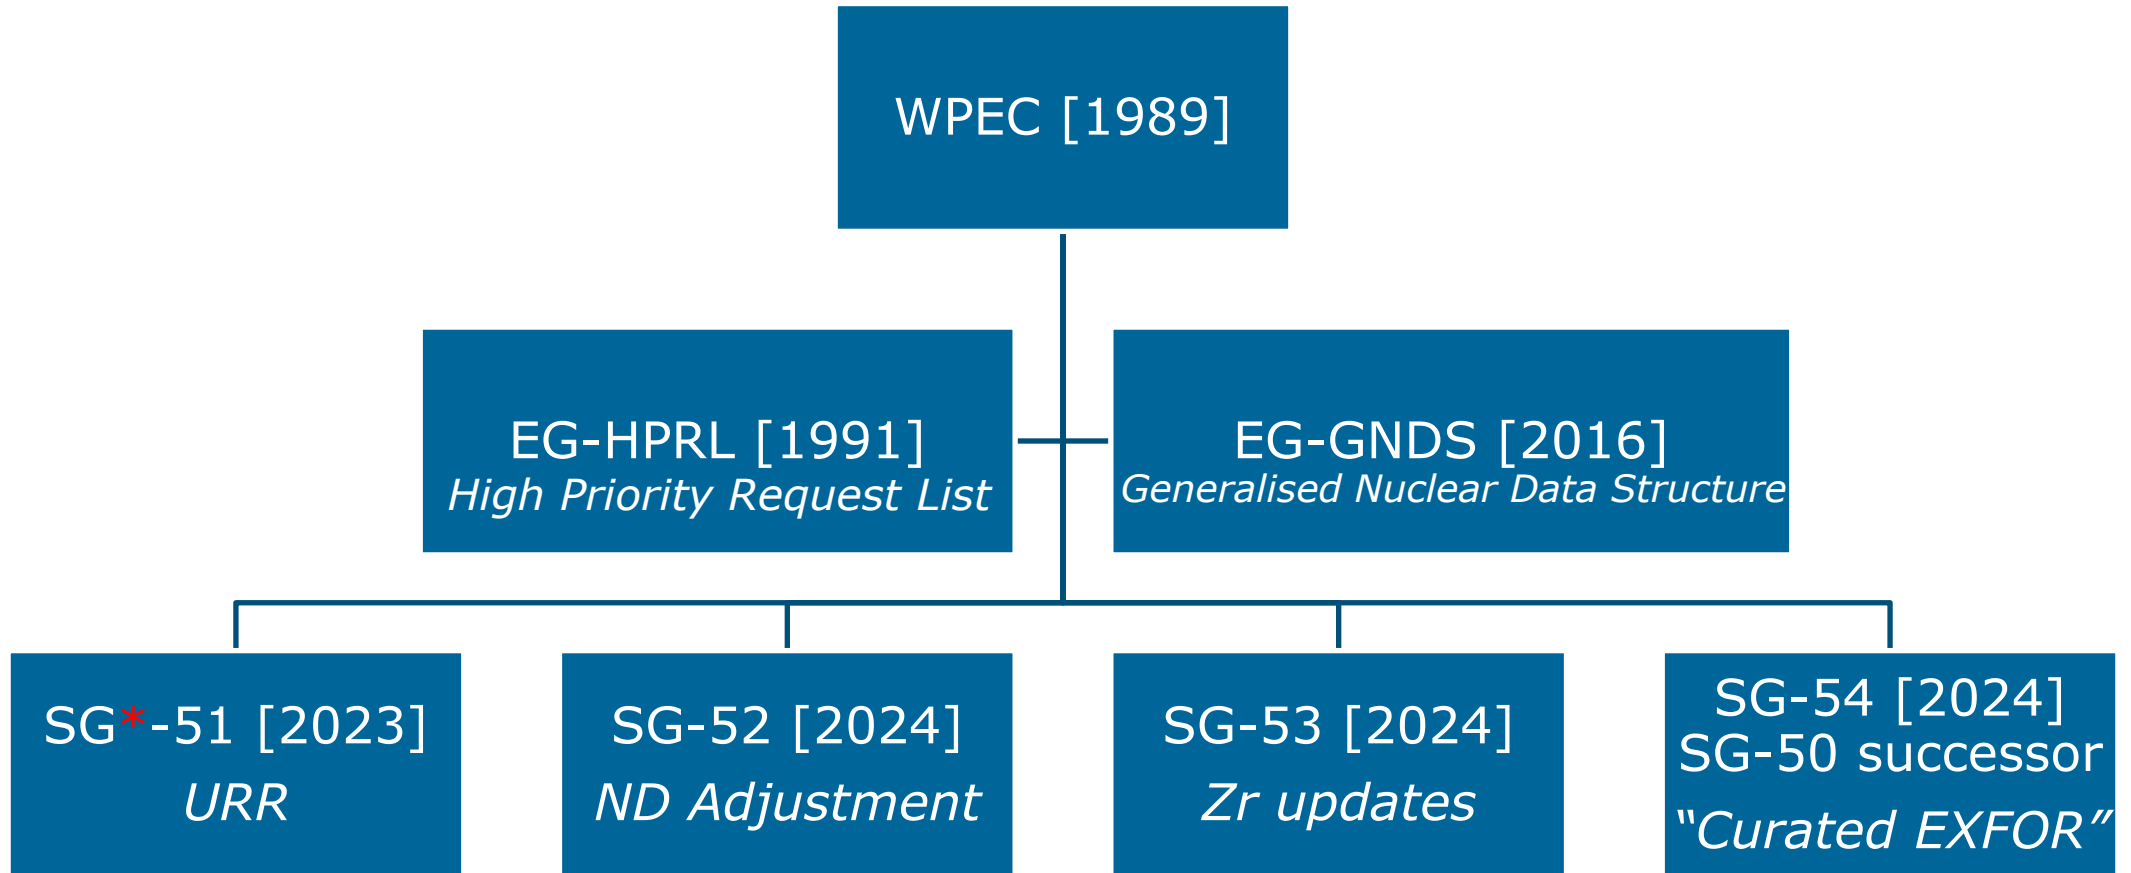 WPEC [1989]
EG-HPRL [1991]
High Priority Request List
EG-GNDS [2016]
Generalised Nuclear Data Structure
SG*-51 [2023]
URR
SG-52 [2024]
ND Adjustment
SG-53 [2024]
Zr updates
SG-54 [2024]
SG-50 successor
“Curated EXFOR”